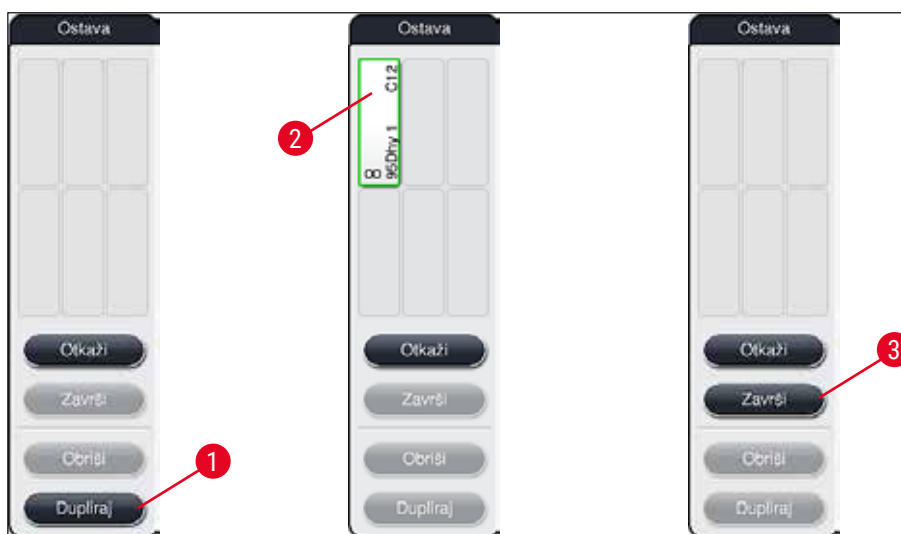 Ostava
Otkaži
Završi
Obriši
Dupliraj
1
Ostava
C12
95Dhy 1
8
2
Otkaži
Završi
Obriši
Dupliraj
Ostava
Otkaži
Završi
3
Obriši
Dupliraj